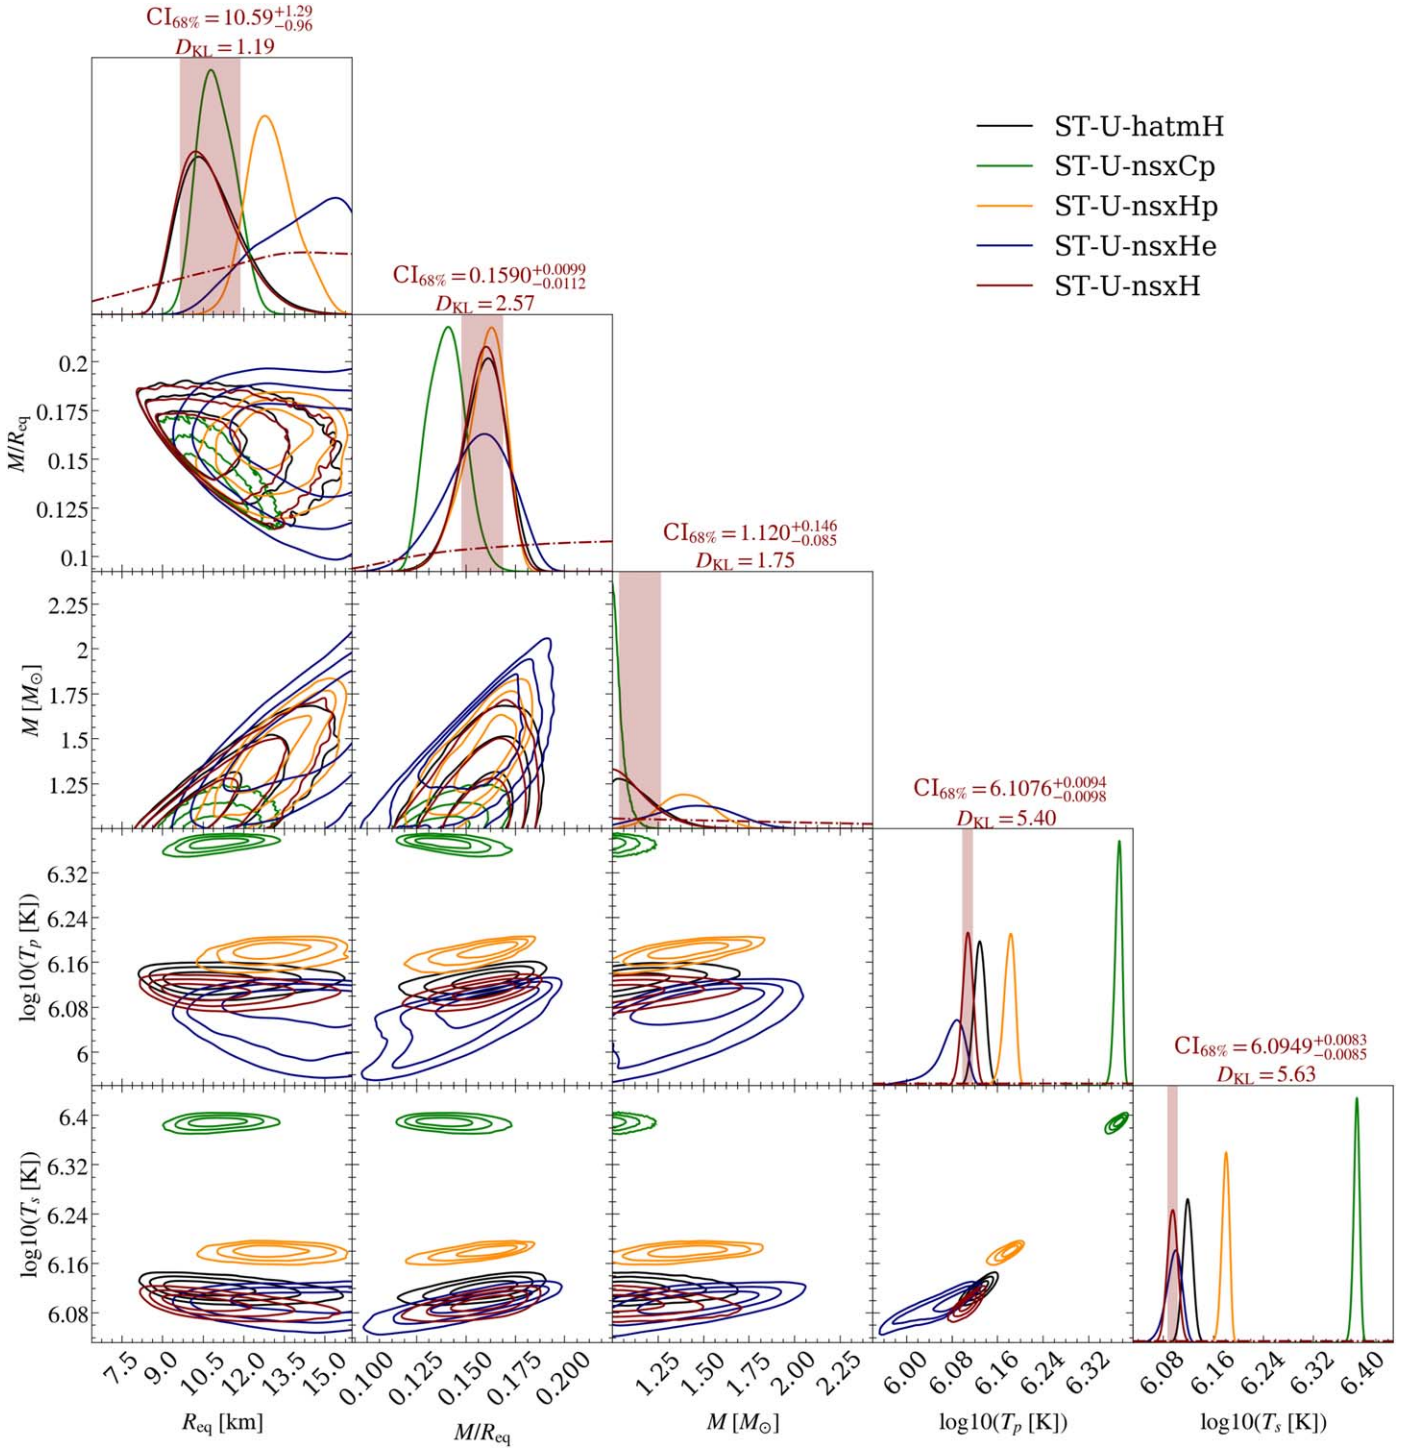 CI68% = 10.59+1.29−0.96
DKL = 1.19
ST-U-hatmH
ST-U-nsxCp
ST-U-nsxHp
ST-U-nsxHe
ST-U-nsxH
CI68% = 0.1590+0.0099−0.0112
DKL = 2.57
0.2
0.175
0.15
0.125
0.1
M/Req
CI68% = 1.120+0.146−0.085
DKL = 1.75
2.25
2
1.75
1.5
1.25
M [M⊙]
CI68% = 6.1076+0.0094−0.0098
DKL = 5.40
6.32
6.24
6.16
6.08
6
log10(Tp [K])
CI68% = 6.0949+0.0083−0.0085
DKL = 5.63
6.4
6.32
6.24
6.16
6.08
log10(Ts [K])
7.5 9.0 10.5 12.0 13.5 15.0 0.100 0.125 0.150 0.175 0.200 1.25 1.50 1.75 2.00 2.25 6.00 6.08 6.16 6.24 6.32 6.08 6.16 6.24 6.32 6.40
Req [km] M/Req M [M⊙] log10(Tp [K]) log10(Ts [K])